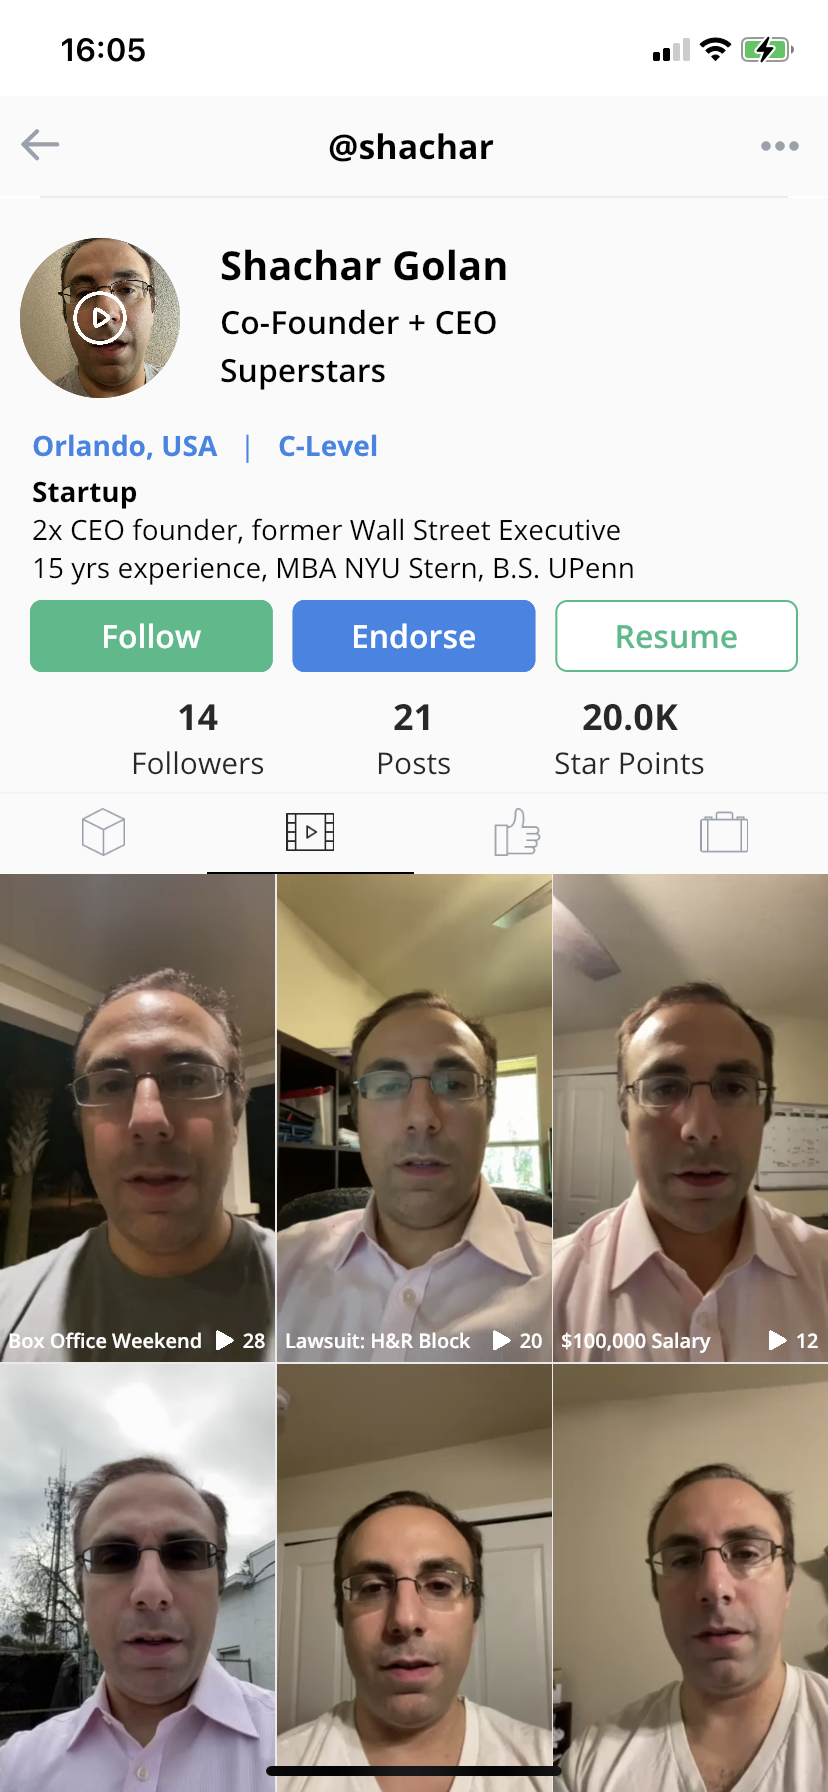 16:05
@shachar
Shachar Golan
Co-Founder + CEO
Superstars
Orlando, USA | C-Level
Startup
2x CEO founder, former Wall Street Executive
15 yrs experience, MBA NYU Stern, B.S. UPenn
Follow Endorse Resume
14 21 20.0K
Followers Posts Star Points
Box Office Weekend 28 Lawsuit: H&R Block 20 $100,000 Salary 12